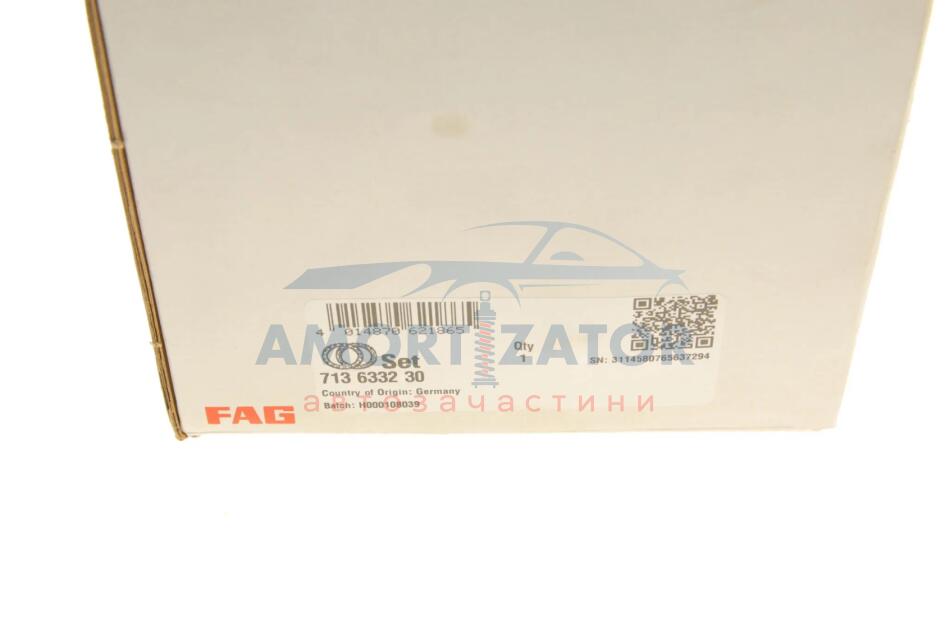 4 014870 621865
AMORTIZATOR
Set
Qty
1
SN: 3114580765637294
713 6332 30
Country of Origin: Germany
Batch: H000108039
автозачастини
FAG